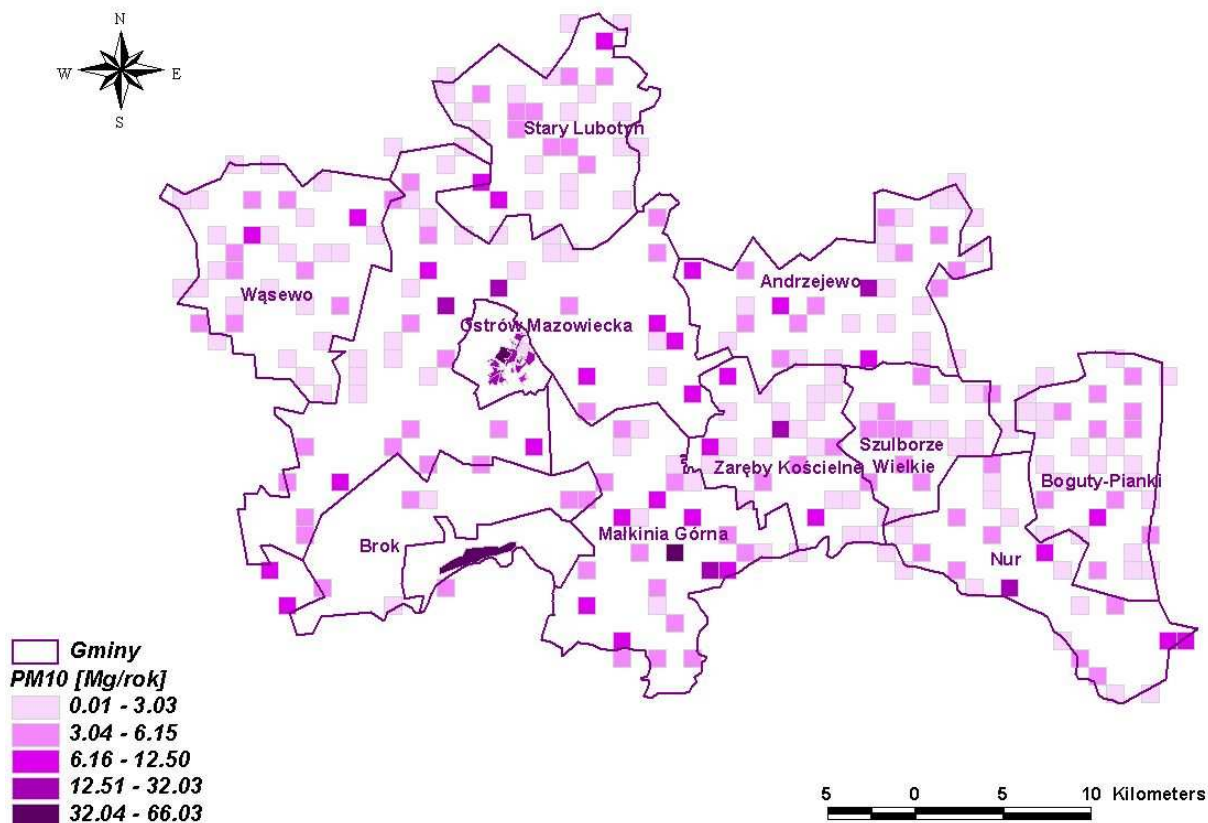 N
W E
S
Stary Lubotyń
Andrzejewo
Wąsewo
Ostrów Mazowiecka
Szulborze
Wielkie
Zaręby Kościelne
Boguty-Pianki
Małkinia Górna
Brok
Nur
Gminy
PM10 [Mg/rok]
0.01 - 3.03
3.04 - 6.15
6.16 - 12.50
12.51 - 32.03
32.04 - 66.03
5 0 5 10 Kilometers